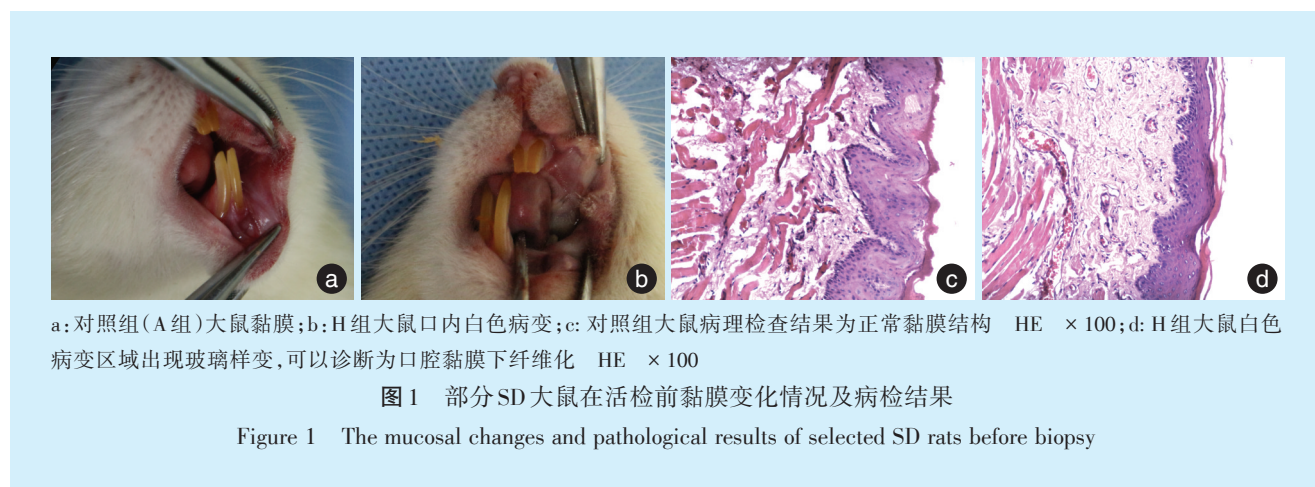 a
b
c
d
a:对照组(A组)大鼠黏膜;b:H组大鼠口内白色病变;c: 对照组大鼠病理检查结果为正常黏膜结构 HE ×100;d: H组大鼠白色
病变区域出现玻璃样变,可以诊断为口腔黏膜下纤维化 HE ×100
图1 部分SD大鼠在活检前黏膜变化情况及病检结果
Figure 1 The mucosal changes and pathological results of selected SD rats before biopsy